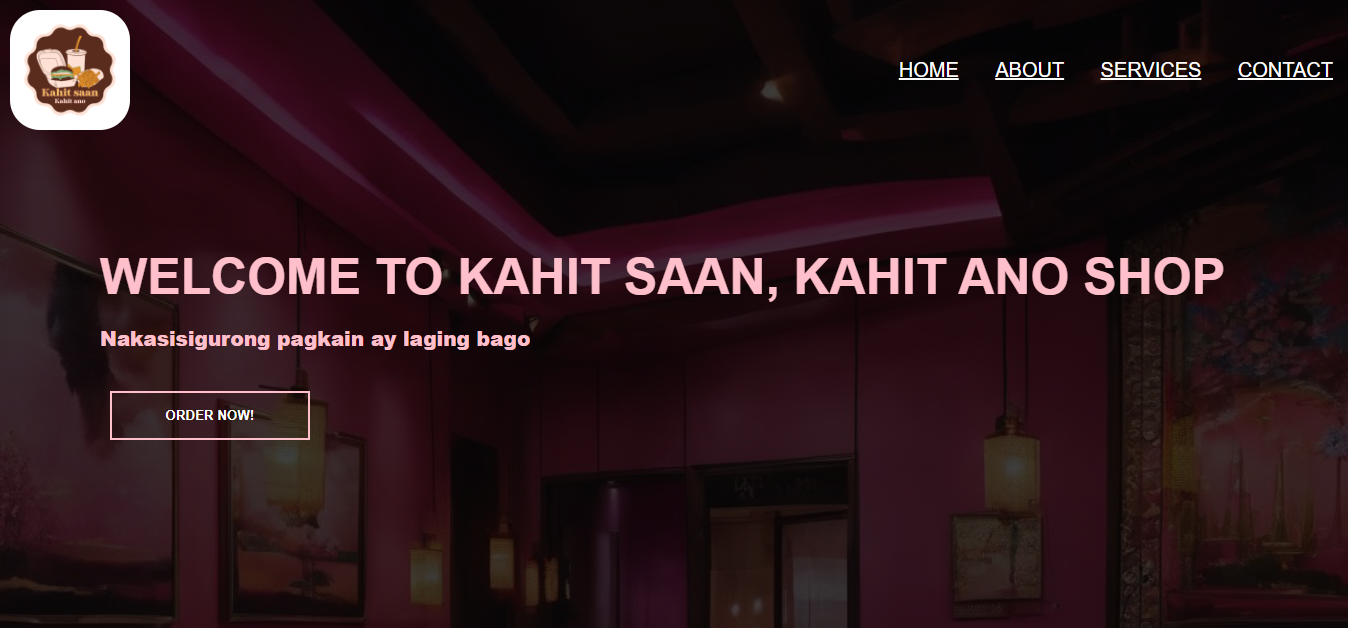 Kahit saan
Kahit ano
HOME ABOUT SERVICES CONTACT
WELCOME TO KAHIT SAAN, KAHIT ANO SHOP
Nakasisigurong pagkain ay laging bago
ORDER NOW!